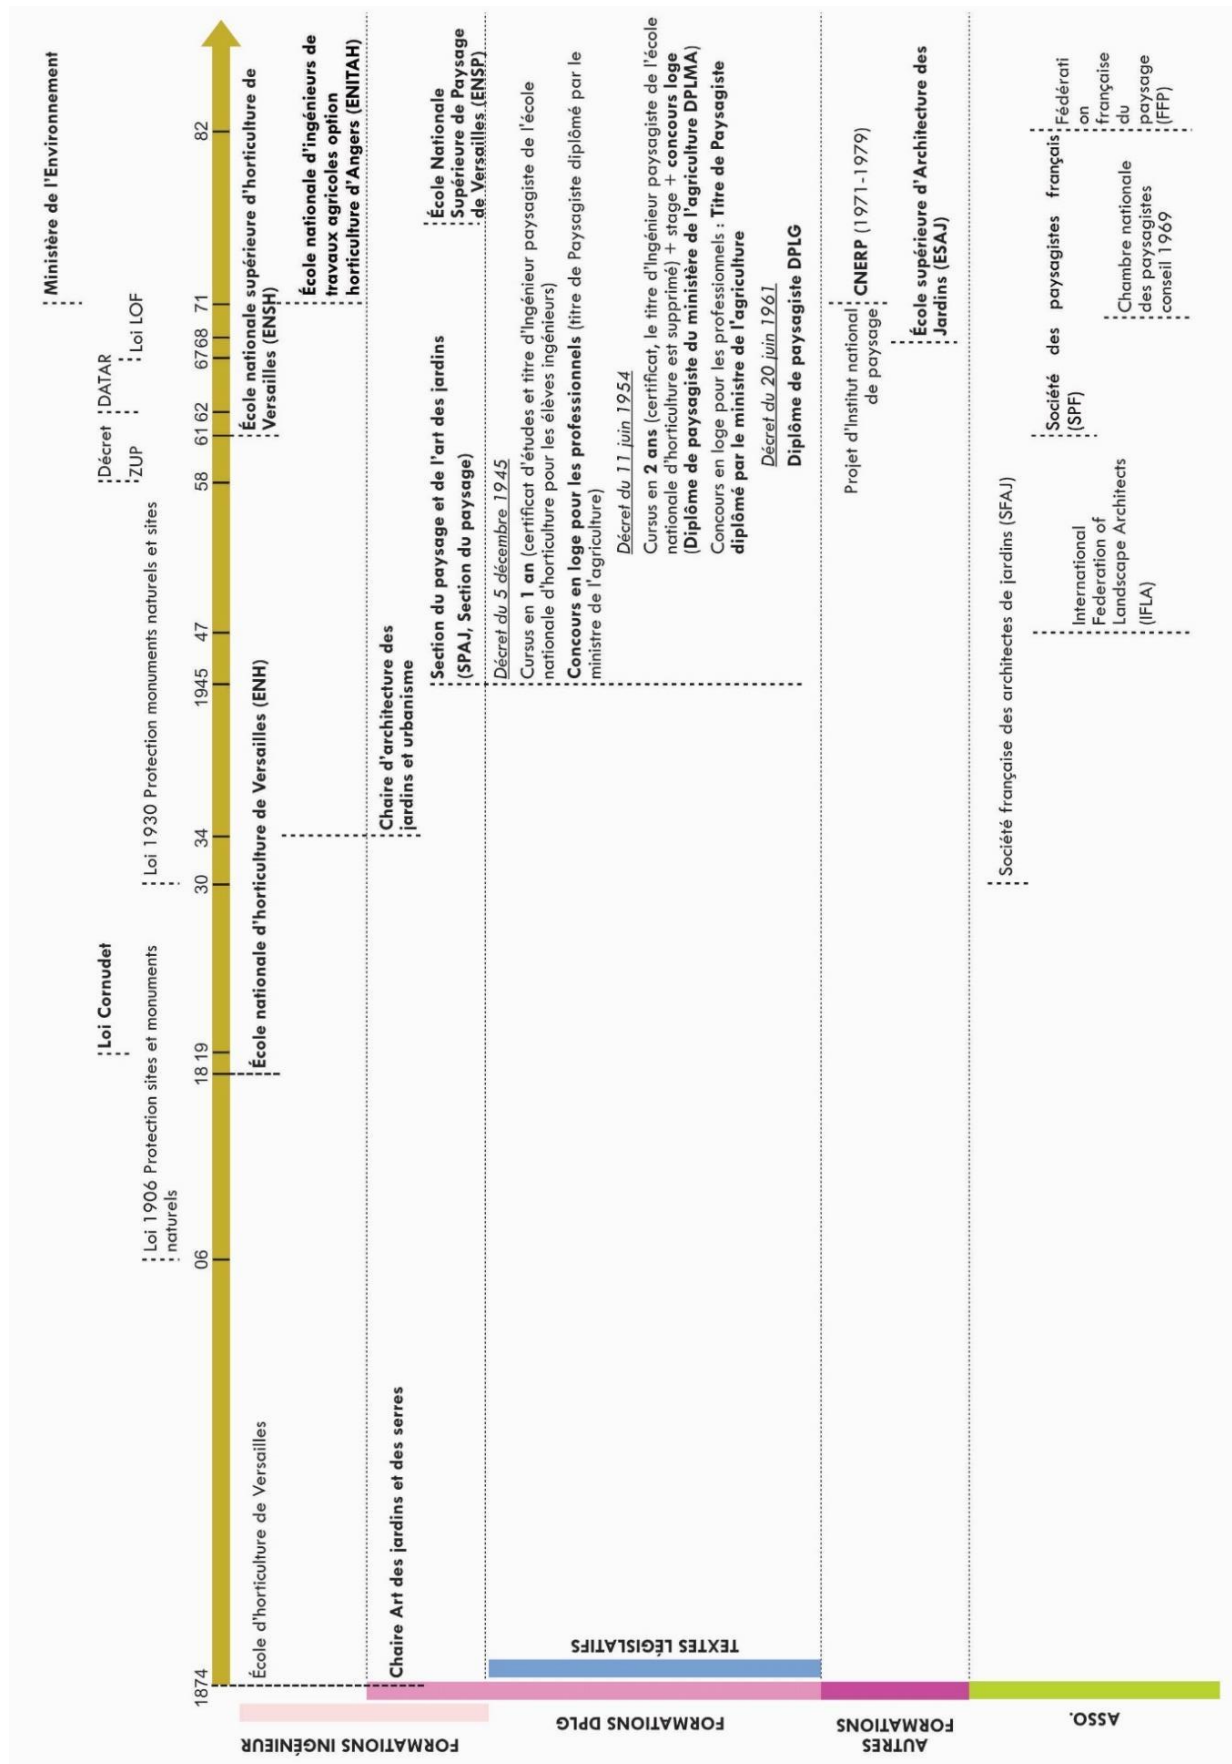 Ministère de l'Environnement
Décret
ZUP
DATAR
Loi LOF
Loi Cornudet
Loi 1906 Protection sites et monuments
naturels
Loi 1930 Protection monuments naturels et sites
1874
06
18
19
30
34
1945
47
58
61
62
67
68
71
82
École d'horticulture de Versailles
École nationale d'horticulture de Versailles (ENH)
École nationale supérieur d'horticulture de
Versailles (ENSH)
École nationale d'ingénieurs de
travaux agricoles option
horticulture d'Angers (ENITAH)
Chaire Art des jardins et des serres
Chaire d'architecture des
jardins et urbanisme
Section du paysage et de l'art des jardins
(SPAJ, Section du paysage)
École Nationale
Supérieure de Paysage
de Versailles (ENSP)
Décret du 5 décembre 1945
Cursus en 1 an (certificat d'études et titre d'Ingénieur paysagiste de l'école
nationale d'horticulture pour les élèves ingénieurs)
Concours en loge pour les professionnels (titre de Paysagiste diplômé par le
ministre de l'agriculture)
Décret du 11 juin 1954
Cursus en 2 ans (certificat, le titre d'Ingénieur paysagiste de l'école
nationale d'horticulture est supprimé) + stage + concours loge
(Diplôme de paysagiste du ministère de l'agriculture DPLMA)
Concours en loge pour les professionnels : Titre de Paysagiste
diplômé par le ministre de l'agriculture
Décret du 20 juin 1961
Diplôme de paysagiste DPLG
Projet d'Institut national
de paysage
CNERP (1971-1979)
École supérieure d'Architecture des
Jardins (ESAJ)
Société française des architectes de jardins (SFAJ)
Société des paysagistes français
(SPF)
International
Federation of
Landscape Architects
(IFLA)
Chambre nationale
des paysagistes
conseil 1969
Fédérati
on
française
du
paysage
(FFP)
FORMATIONS INGÉNIEUR
FORMATIONS DPLG
TEXTES LÉGISLATIFS
AUTRES
FORMATIONS
ASSO.